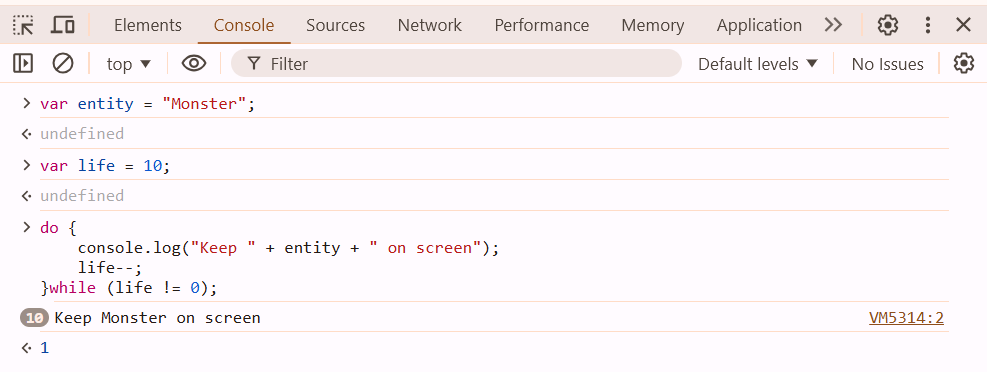 Elements Console Sources Network Performance Memory Application
top Filter Default levels No Issues
var entity = "Monster";
undefined
var life = 10;
undefined
do {
    console.log("Keep " + entity + " on screen");
    life--;
}while (life != 0);
10 Keep Monster on screen VM5314:2
1